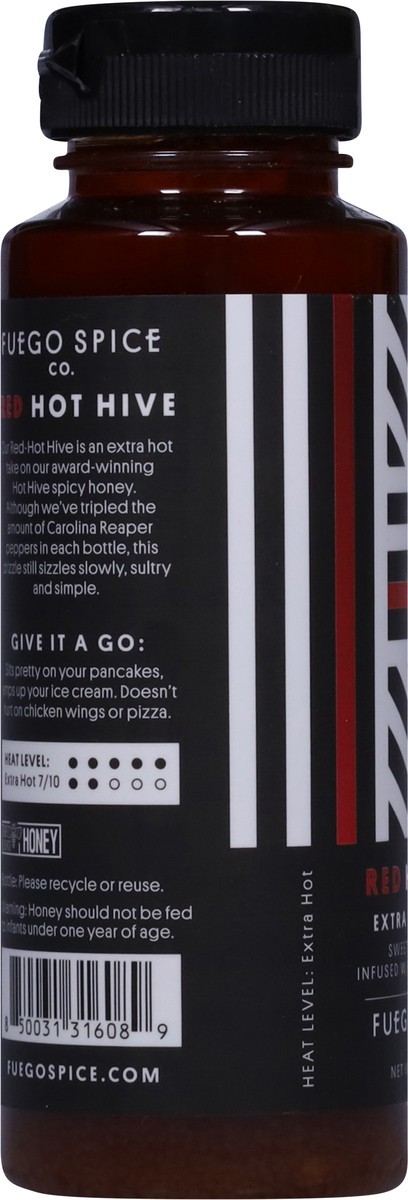 FUEGO SPICE
CO.
RED HOT HIVE
Our Red-Hot Hive is an extra hot
take on our award-winning
Hot Hive spicy honey.
Although we've tripled the
amount of Carolina Reaper
peppers in each bottle, this
drizzle still sizzles slowly, sultry
and simple.
GIVE IT A GO:
Sits pretty on your pancakes,
up your ice cream. Doesn't
hurt on chicken wings or pizza.
HEAT LEVEL:
Extra Hot 7/10
HONEY
Bottle: Please recycle or reuse.
Warning: Honey should not be fed
to infants under one year of age.
8 50031 31608 9
FUEGOSPICE.COM
HEAT LEVEL: Extra Hot
RED
EXTRA
SWEE
INFUSED W
FUEG
NET